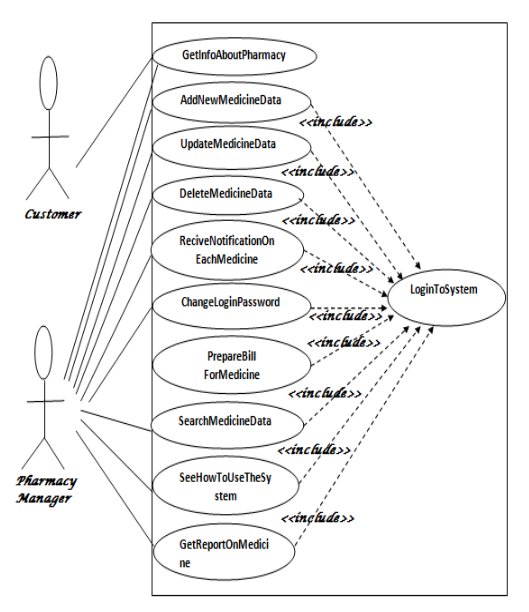 GetInfoAboutPharmacy
AddNewMedicineData
<<include>>
UpdateMedicineData
<<include>>
DeleteMedicineData
Customer
<<include>>
ReciveNotificationOn
EachMedicine
<<include>>
LoginToSystem
ChangeLoginPassword
<<include>>
<<include>>
PrepareBill
ForMedicine
<<include>>
SearchMedicineData
<<include>>
Pharmacy
Manager
SeeHowToUseTheSy
stem
<<include>>
GetReportOnMedici
ne